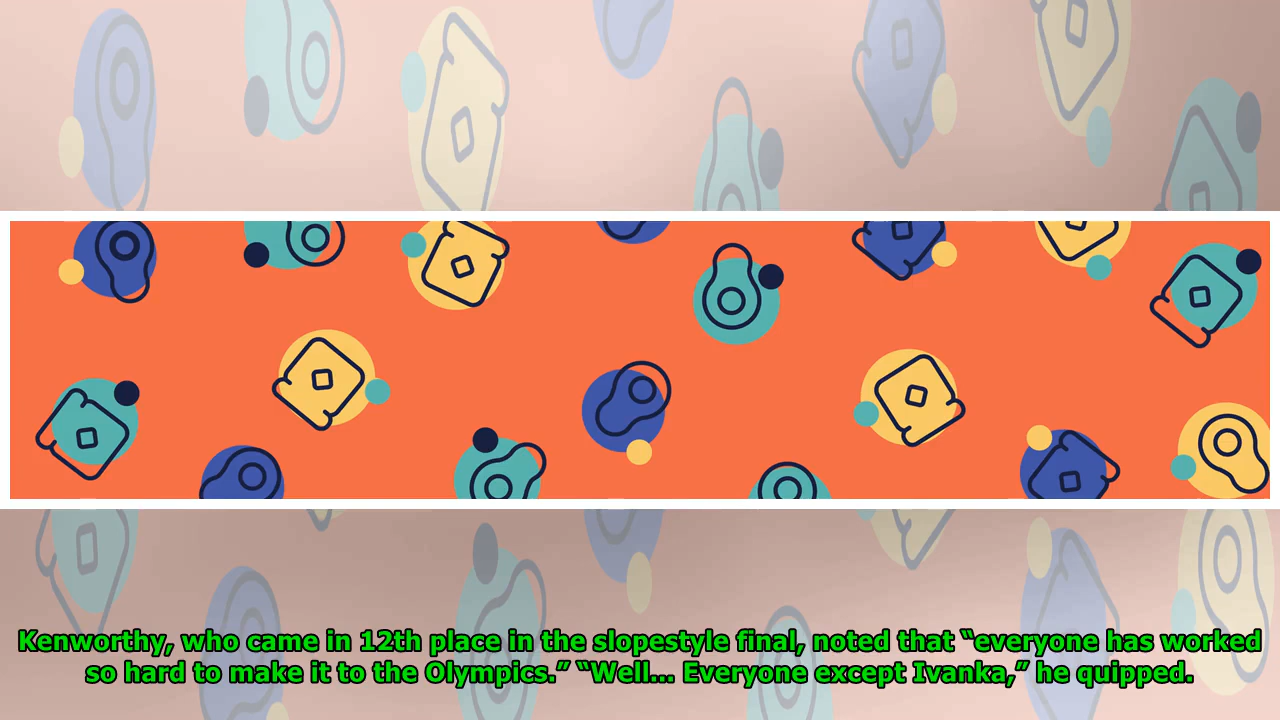 Kenworthy, who came in 12th place in the slopestyle final, noted that “everyone has worked
so hard to make it to the Olympics.” “Well... Everyone except Ivanka,” he quipped.